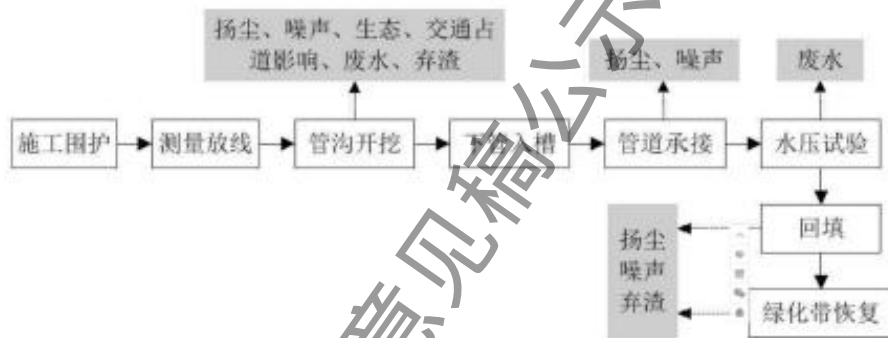 扬尘、噪声、生态、交通占
道影响、废水、弃渣
扬尘、噪声
废水
施工围护
测量放线
管沟开挖
下管入槽
管道承接
水压试验
回填
扬尘
噪声
弃渣
绿化带恢复
意见稿公示